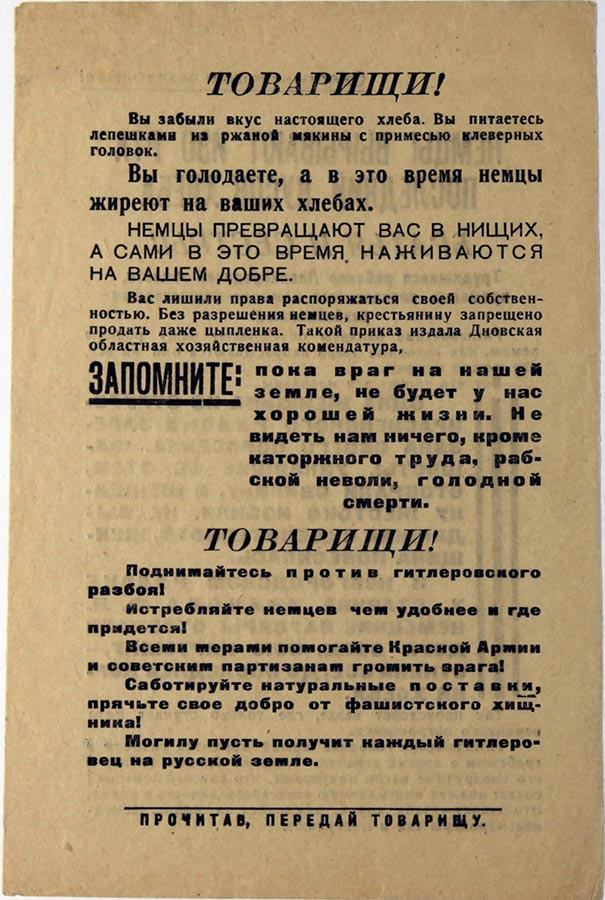 ТОВАРИЩИ!
Вы забыли вкус настоящего хлеба. Вы питаетесь
лепешками из ржаной мякины с примесью клеверных
головок.
Вы голодаете, а в это время немцы
жиреют на ваших хлебах.
НЕМЦЫ ПРЕВРАЩАЮТ ВАС В НИЩИХ,
А САМИ В ЭТО ВРЕМЯ НАЖИВАЮТСЯ
НА ВАШЕМ ДОБРЕ.
Вас лишили права распоряжаться своей собствен-
ностью. Без разрешения немцев, крестьянину запрещено
продать даже цыпленка. Такой приказ издала Дновская
областная хозяйственная комендатура,
ЗАПОМНИТЕ: пока враг на нашей
земле, не будет у нас
хорошей жизни. Не
видеть нам ничего, кроме
каторжного труда, раб-
ской неволи, голодной
смерти.
ТОВАРИЩИ!
Поднимайтесь против гитлеровского
разбоя!
Истребляйте немцев чем удобнее и где
придется!
Всеми мерами помогайте Красной Армии
и советским партизанам громить врага!
Саботируйте натуральные поставки,
прячьте свое добро от фашистского хищ-
ника!
Могилу пусть получит каждый гитлеро-
вец на русской земле.
ПРОЧИТАВ, ПЕРЕДАЙ ТОВАРИЩУ.